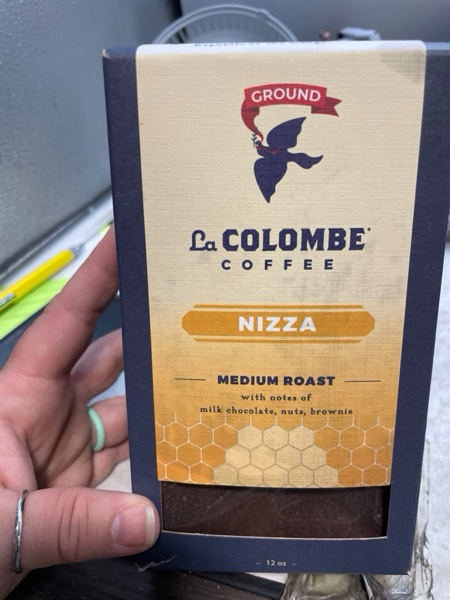 GROUND
La COLOMBE
COFFEE
NIZZA
MEDIUM ROAST
with notes of
milk chocolate, nuts, brownie
12 oz